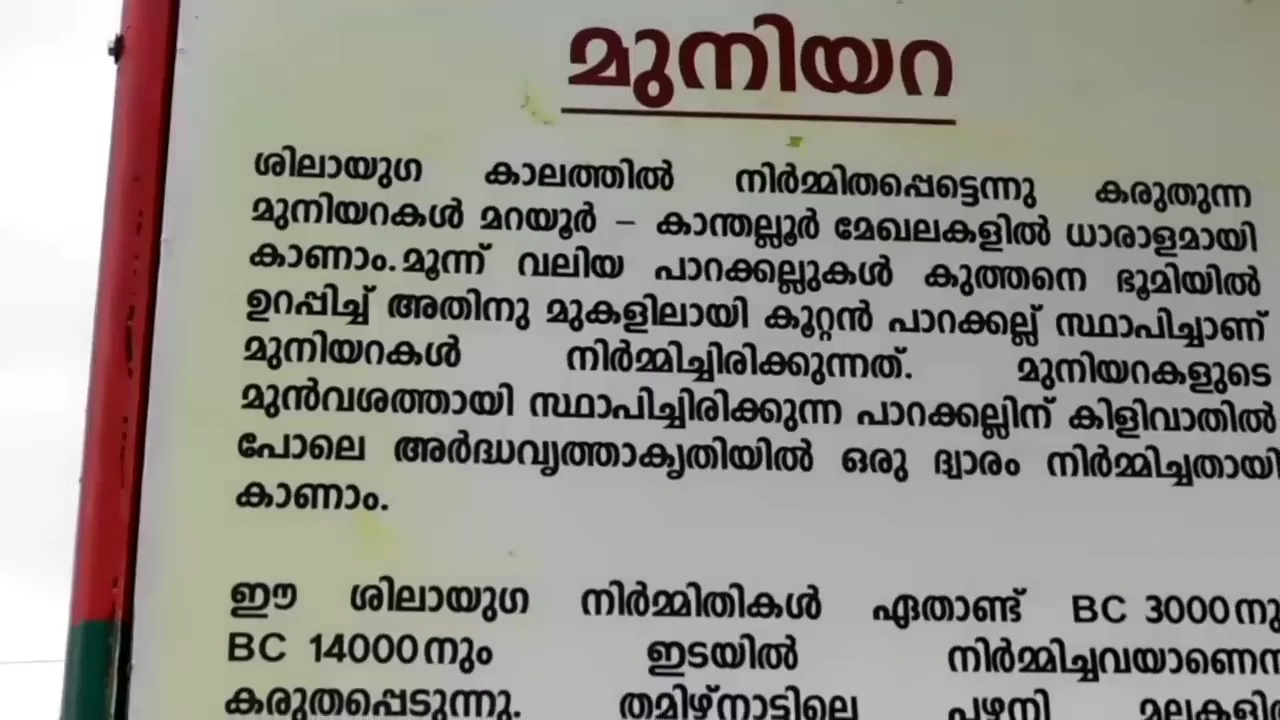 മുനിയറ
ശിലായുഗ കാലത്തിൽ നിർമ്മിതപ്പെട്ടെന്നു കരുതുന്ന
മുനിയറകൾ മറയൂർ – കാന്തല്ലൂർ മേഖലകളിൽ ധാരാളമായി
കാണാം. മൂന്ന് വലിയ പാറക്കല്ലുകൾ കുത്തനെ ഭൂമിയിൽ
ഉറപ്പിച്ച് അതിനു മുകളിലായി കൂറ്റൻ പാറക്കല്ല് സ്ഥാപിച്ചാണ്
മുനിയറകൾ നിർമ്മിച്ചിരിക്കുന്നത്. മുനിയറകളുടെ
മുൻവശത്തായി സ്ഥാപിച്ചിരിക്കുന്ന പാറക്കല്ലിന് കിളിവാതിൽ
പോലെ അർദ്ധവൃത്താകൃതിയിൽ ഒരു ദ്വാരം നിർമ്മിച്ചതായി
കാണാം.
ഈ ശിലായുഗ നിർമ്മിതികൾ ഏതാണ്ട് BC 3000നു
BC 14000നും ഇടയിൽ നിർമ്മിച്ചവയാണെന്
കരുതപ്പെടുന്നു. തമിഴ്നാട്ടിലെ പഴനി